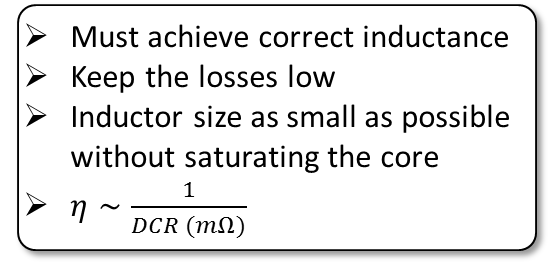 ➢ Must achieve correct inductance
➢ Keep the losses low
➢ Inductor size as small as possible
without saturating the core
➢ η ~ 1 / DCR (mΩ)